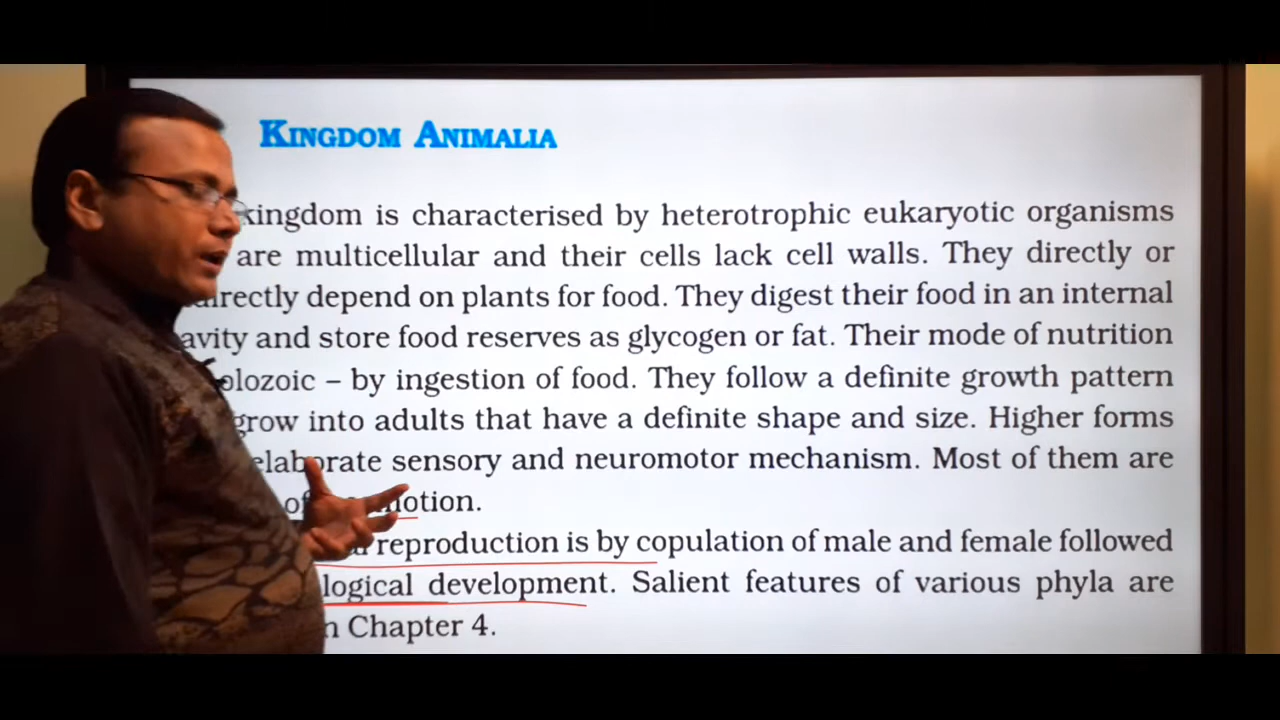 KINGDOM ANIMALIA
kingdom is characterised by heterotrophic eukaryotic organisms
are multicellular and their cells lack cell walls. They directly or
depend on plants for food. They digest their food in an internal
and store food reserves as glycogen or fat. Their mode of nutrition
– by ingestion of food. They follow a definite growth pattern
grow into adults that have a definite shape and size. Higher forms
elaborate sensory and neuromotor mechanism. Most of them are
of
reproduction is by copulation of male and female followed
development. Salient features of various phyla are
Chapter 4.